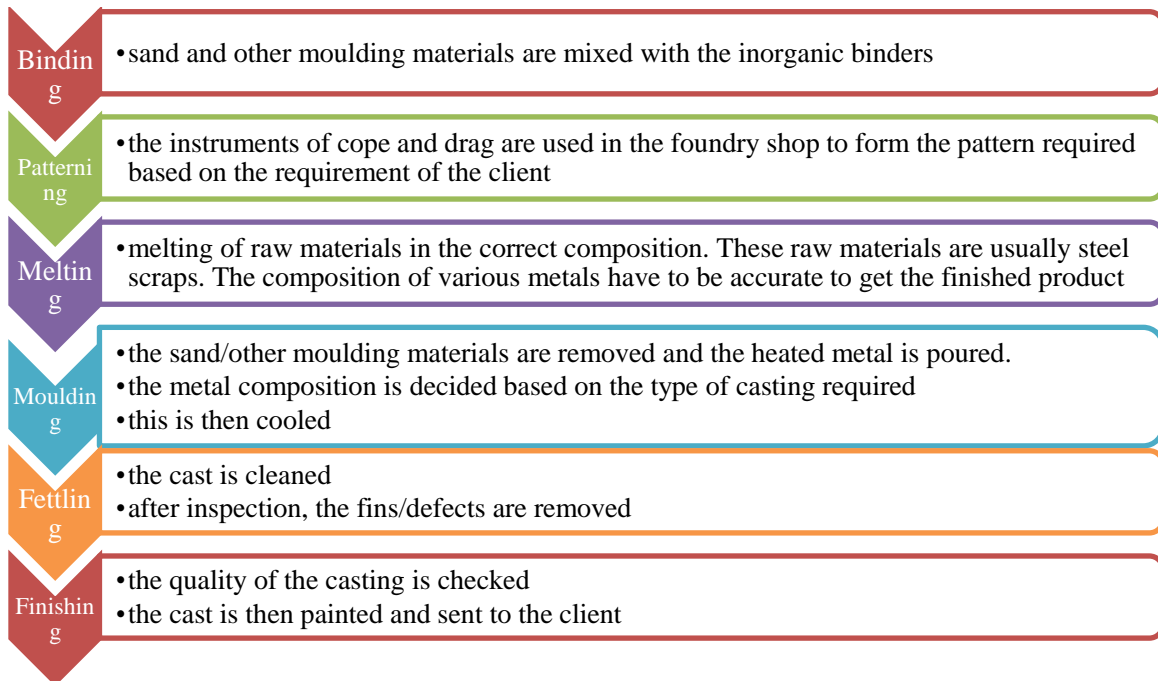 Bindin
g
•sand and other moulding materials are mixed with the inorganic binders
Patterni
ng
•the instruments of cope and drag are used in the foundry shop to form the pattern required
based on the requirement of the client
Meltin
g
•melting of raw materials in the correct composition. These raw materials are usually steel
scraps. The composition of various metals have to be accurate to get the finished product
Mouldin
g
•the sand/other moulding materials are removed and the heated metal is poured.
•the metal composition is decided based on the type of casting required
•this is then cooled
Fettlin
g
•the cast is cleaned
•after inspection, the fins/defects are removed
Finishin
g
•the quality of the casting is checked
•the cast is then painted and sent to the client